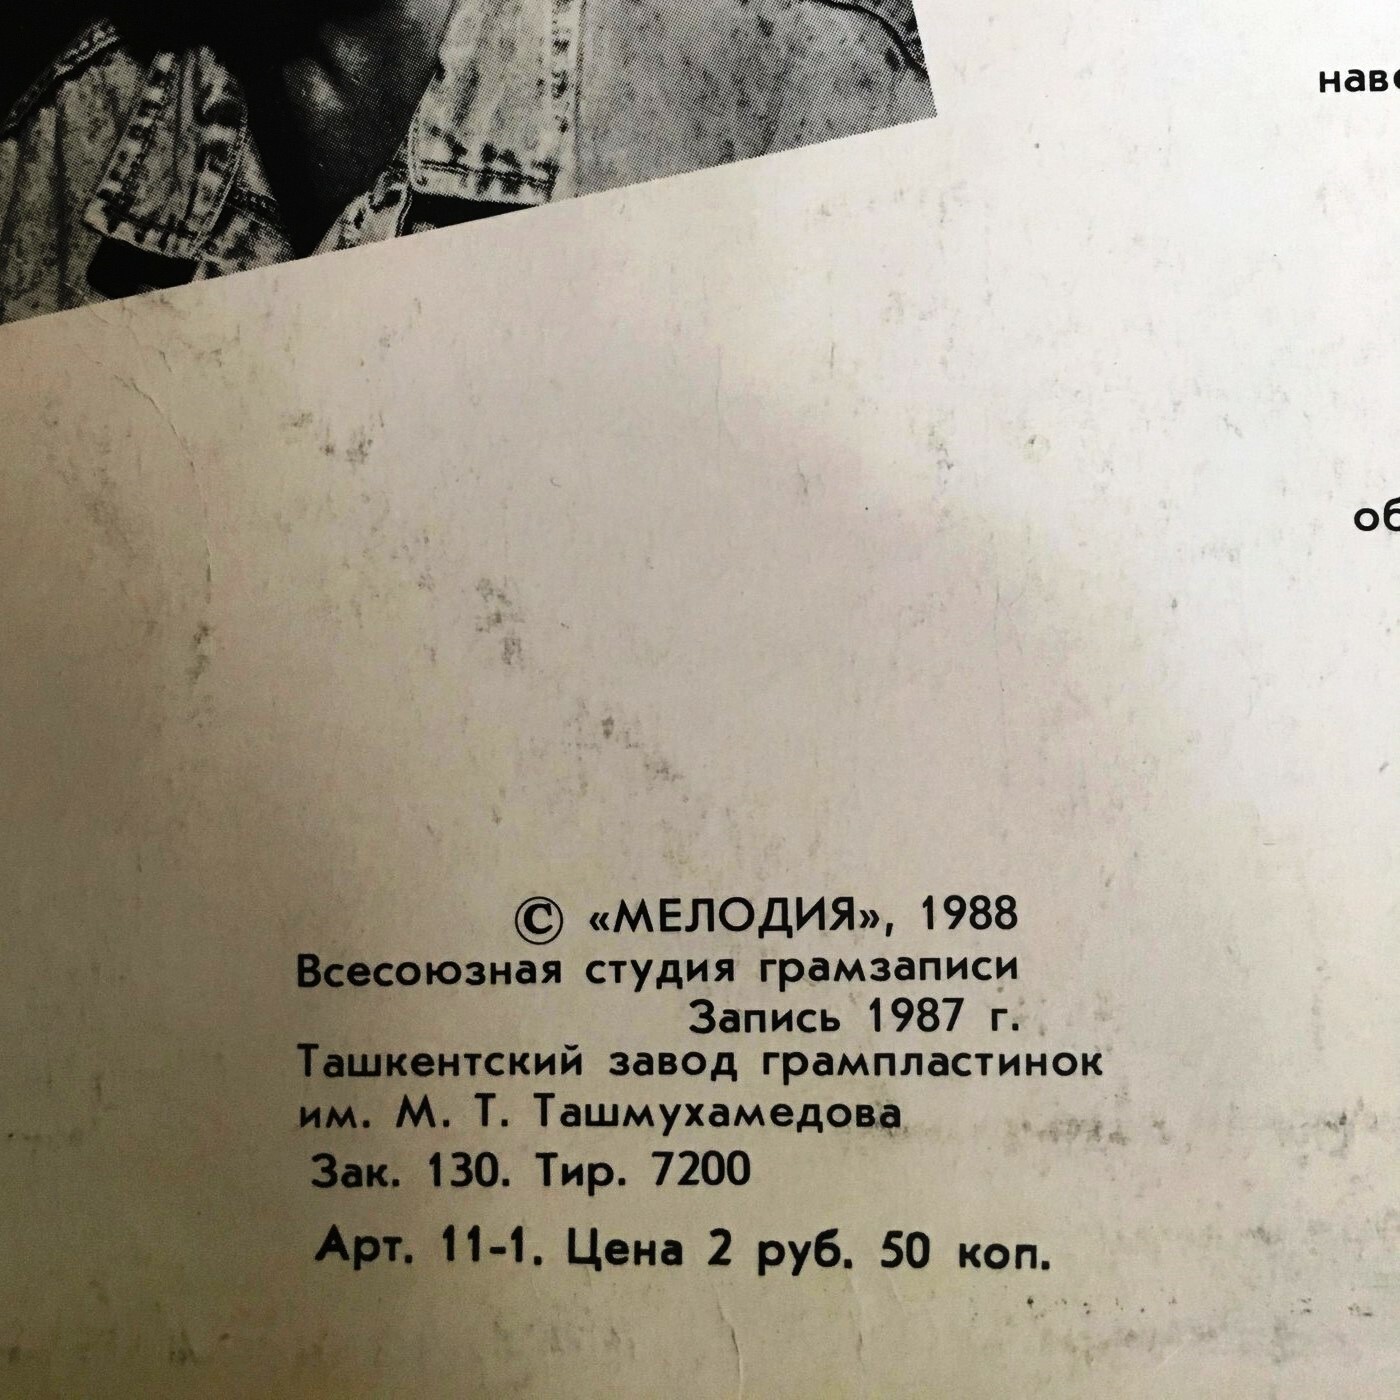 © «МЕЛОДИЯ», 1988
Всесоюзная студия грамзаписи
Запись 1987 г.
Ташкентский завод грампластинок
им. М. Т. Ташмухамедова
Зак. 130. Тир. 7200
Арт. 11-1. Цена 2 руб. 50 коп.